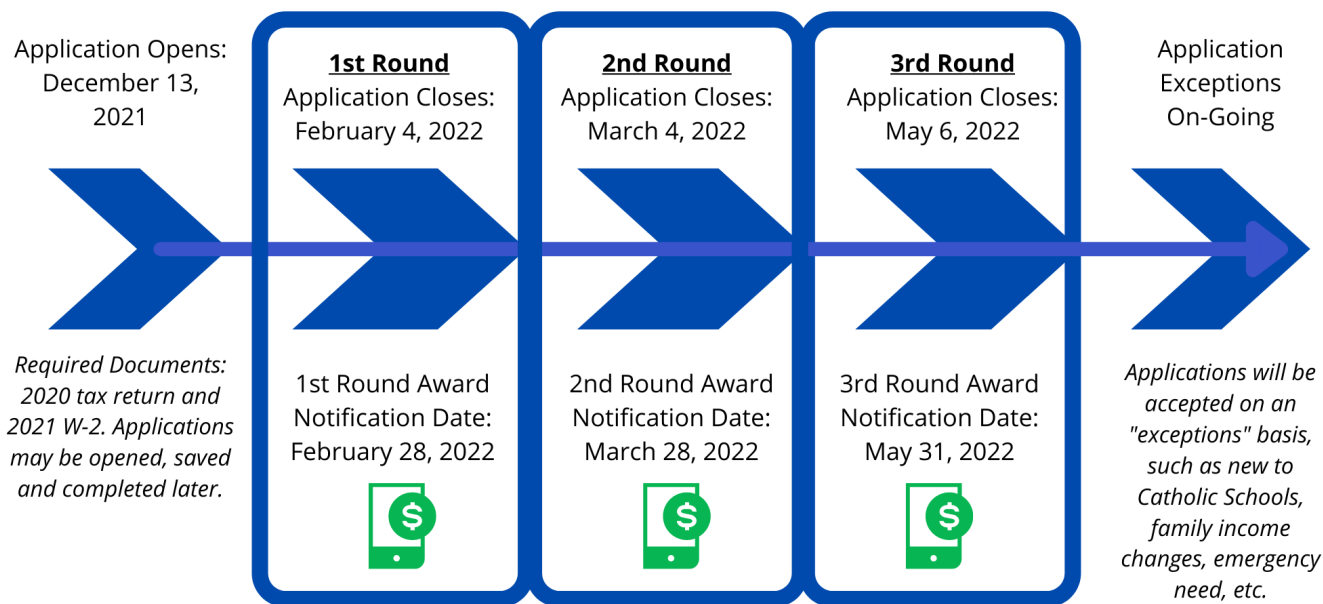 Application Opens:
December 13,
2021
Required Documents:
2020 tax return and
2021 W-2. Applications
may be opened, saved
and completed later.
1st Round
Application Closes:
February 4, 2022
1st Round Award
Notification Date:
February 28, 2022
$
2nd Round
Application Closes:
March 4, 2022
2nd Round Award
Notification Date:
March 28, 2022
$
3rd Round
Application Closes:
May 6, 2022
3rd Round Award
Notification Date:
May 31, 2022
$
Application
Exceptions
On-Going
Applications will be
accepted on an
"exceptions" basis,
such as new to
Catholic Schools,
family income
changes, emergency
need, etc.